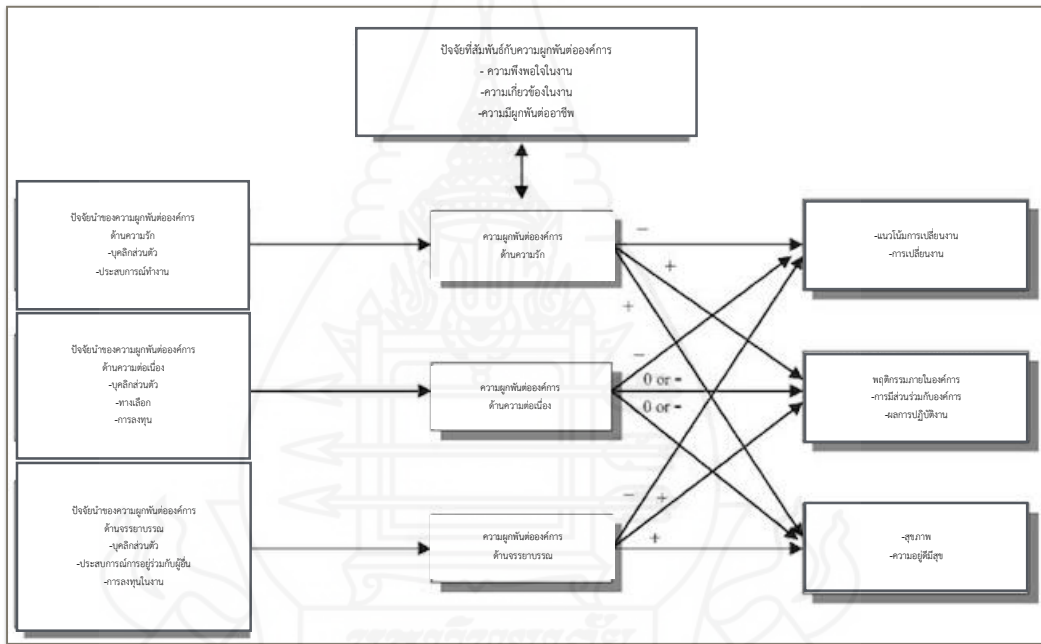 ปัจจัยที่สัมพันธ์กับความผูกพันต่อองค์การ
- ความพึงพอใจในงาน
-ความเกี่ยวข้องในงาน
-ความมีผูกพันต่ออาชีพ
ปัจจัยนำของความผูกพันต่อองค์การ
ด้านความรัก
-บุคลิกส่วนตัว
-ประสบการณ์ทำงาน
ความผูกพันต่อองค์การ
ด้านความรัก
-แนวโน้มการเปลี่ยนงาน
-การเปลี่ยนงาน
−
+
+
ปัจจัยนำของความผูกพันต่อองค์การ
ด้านความต่อเนื่อง
-บุคลิกส่วนตัว
-ทางเลือก
-การลงทุน
ความผูกพันต่อองค์การ
ด้านความต่อเนื่อง
−
0 or -
0 or -
พฤติกรรมภายในองค์การ
-การมีส่วนร่วมกับองค์การ
-ผลการปฏิบัติงาน
ปัจจัยนำของความผูกพันต่อองค์การ
ด้านจรรยาบรรณ
-บุคลิกส่วนตัว
-ประสบการณ์การอยู่ร่วมกับผู้อื่น
-การลงทุนในงาน
ความผูกพันต่อองค์การ
ด้านจรรยาบรรณ
− +
+
-สุขภาพ
-ความอยู่ดีมีสุข